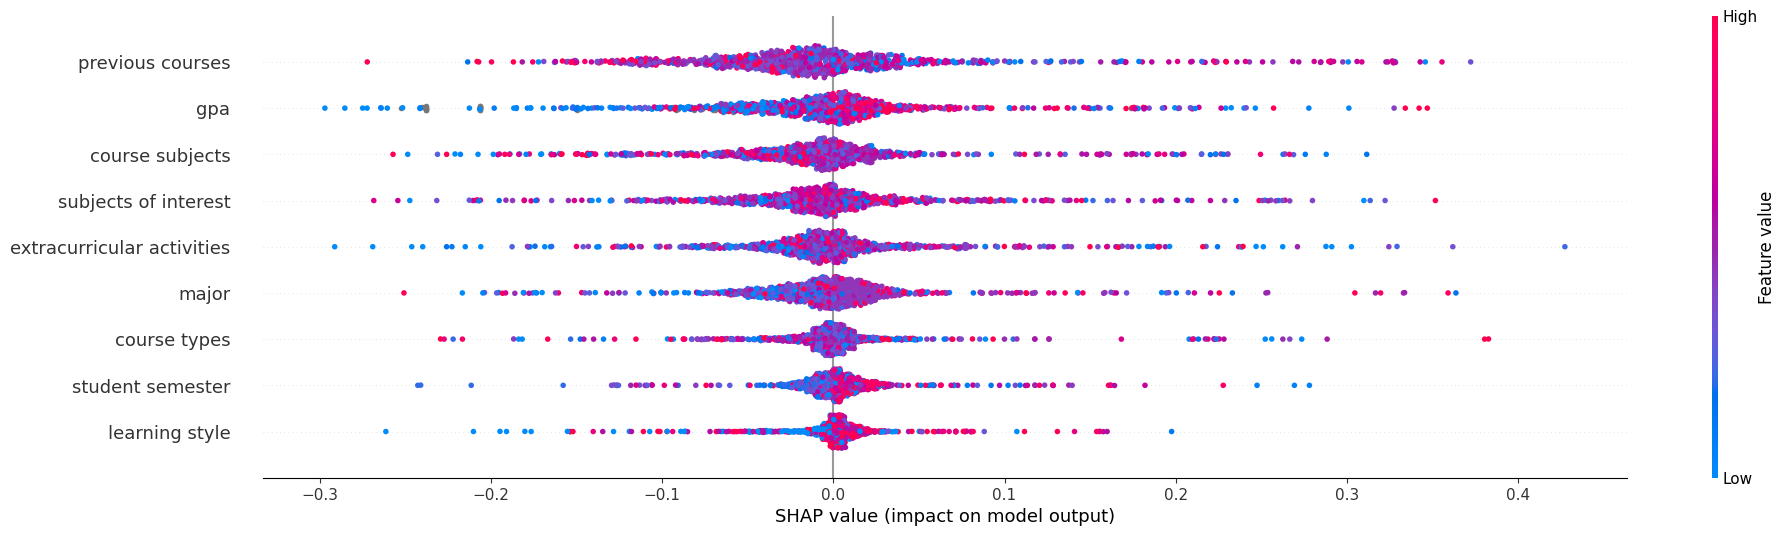 previous courses
gpa
course subjects
subjects of interest
extracurricular activities
major
course types
student semester
learning style
−0.3 −0.2 −0.1 0.0 0.1 0.2 0.3 0.4
SHAP value (impact on model output)
High
Feature value
Low